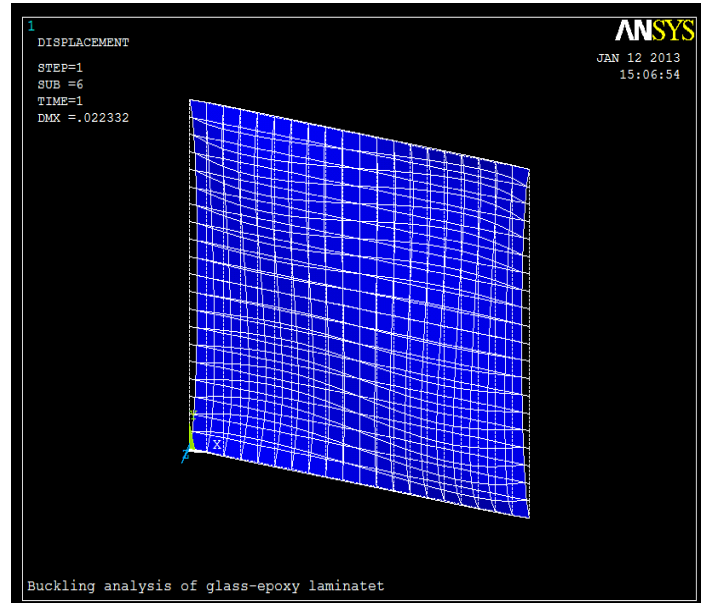 1
DISPLACEMENT
STEP=1
SUB =6
TIME=1
DMX =.022332
ANSYS
JAN 12 2013
15:06:54
X
Buckling analysis of glass-epoxy laminatet